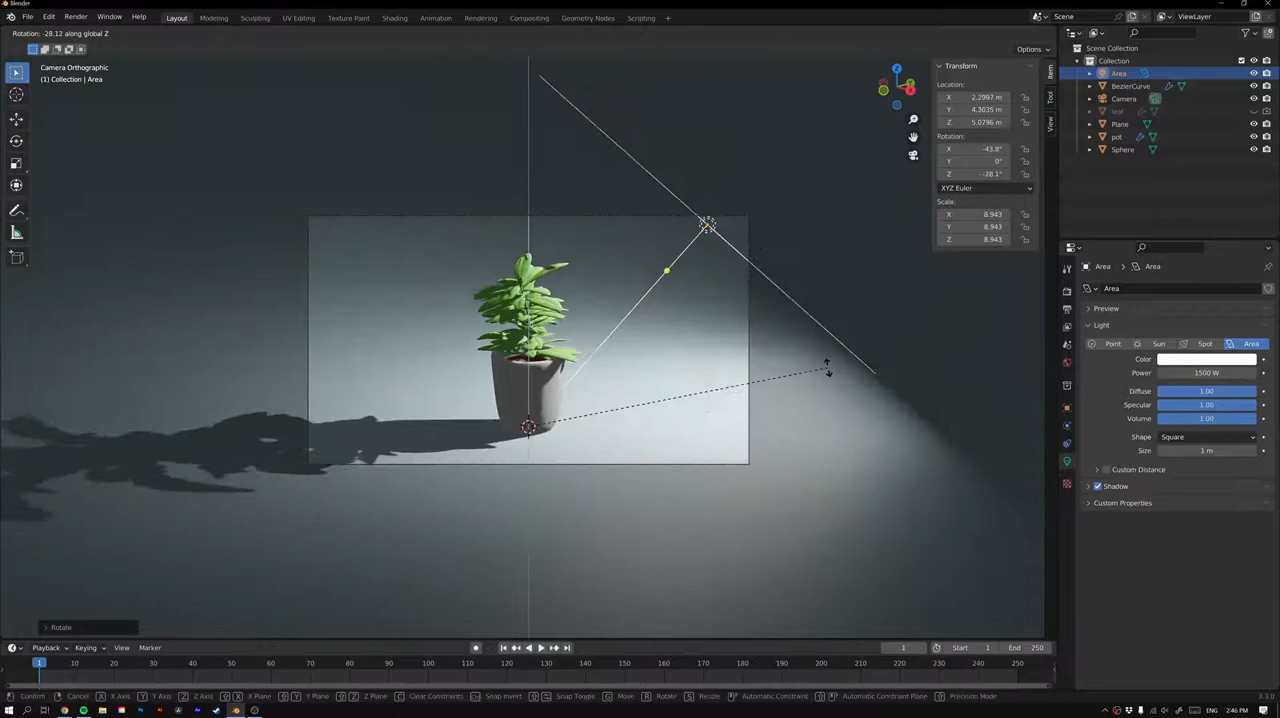 Blender
File Edit Render Window Help Layout Modeling Sculpting UV Editing Texture Paint Shading Animation Rendering Compositing Geometry Nodes Scripting + Scene ViewLayer
Rotation: -28.12 along global Z
Options
Camera Orthographic
(1) Collection | Area
Transform
Location:
X 2.2997 m
Y 4.3035 m
Z 5.0796 m
Rotation:
X -43.8°
Y 0°
Z -28.1°
XYZ Euler
Scale:
X 8.943
Y 8.943
Z 8.943
Item
Tool
View
Z
Y
X
Scene Collection
Collection
Area
BezierCurve
Camera
leaf
Plane
pot
Sphere
Area Area
Area
Preview
Light
Point Sun Spot Area
Color
Power 1500 W
Diffuse 1.00
Specular 1.00
Volume 1.00
Shape Square
Size 1 m
Custom Distance
Shadow
Custom Properties
Rotate
Playback Keying View Marker 1 Start 1 End 250
1 10 20 30 40 50 60 70 80 90 100 110 120 130 140 150 160 170 180 190 200 210 220 230 240 250
Confirm Cancel X X Axis Y Y Axis Z Z Axis X X Plane Y Y Plane Z Z Plane C Clear Constraints Snap Invert Snap Toggle G Move R Rotate S Resize Automatic Constraint Automatic Constraint Plane Precision Mode 3.3.0
ENG 2:46 PM